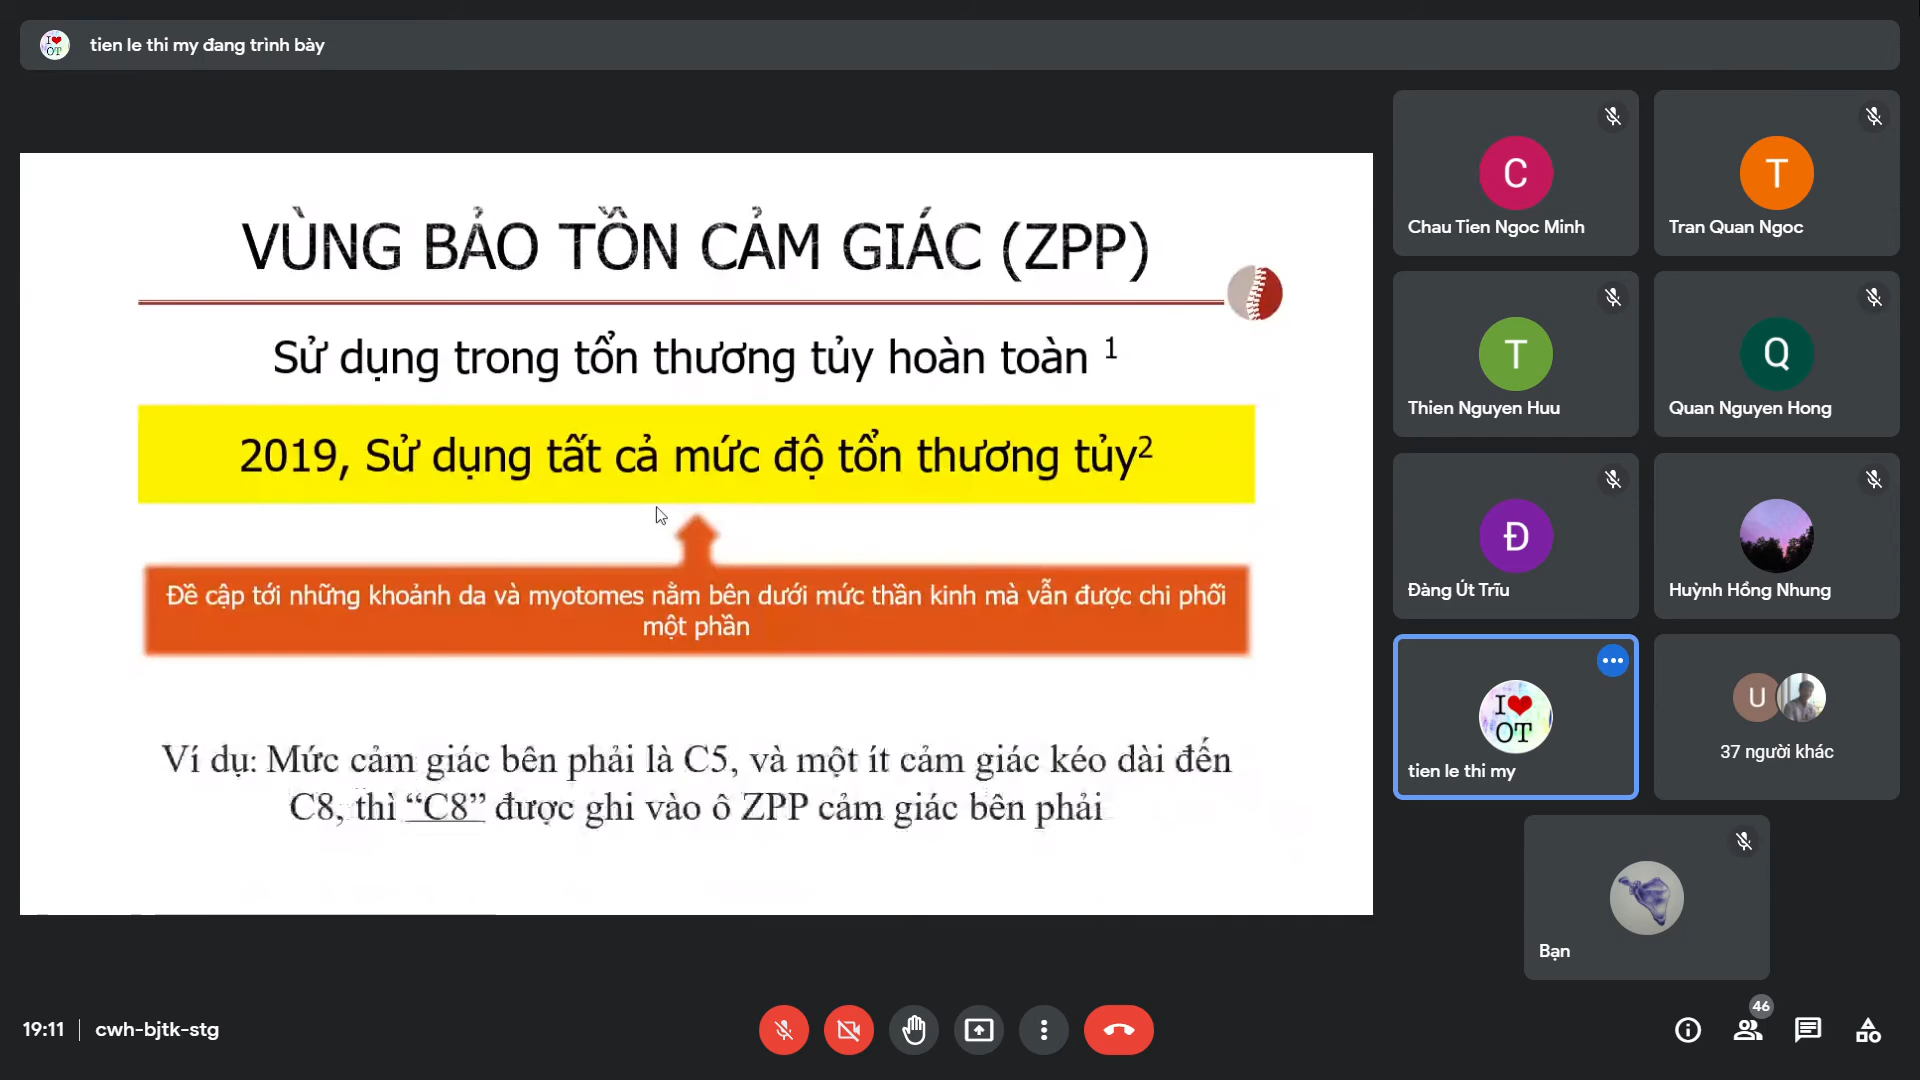 I❤OT
tien le thi my đang trình bày
VÙNG BẢO TỒN CẢM GIÁC (ZPP)
Sử dụng trong tổn thương tủy hoàn toàn 1
2019, Sử dụng tất cả mức độ tổn thương tủy2
Đề cập tới những khoảnh da và myotomes nằm bên dưới mức thần kinh mà vẫn được chi phối
một phần
Ví dụ: Mức cảm giác bên phải là C5, và một ít cảm giác kéo dài đến
C8, thì “C8” được ghi vào ô ZPP cảm giác bên phải
C
Chau Tien Ngoc Minh
T
Tran Quan Ngoc
T
Thien Nguyen Huu
Q
Quan Nguyen Hong
Đ
Đàng Út Trĩu
Huỳnh Hồng Nhung
I❤
OT
tien le thi my
U
37 người khác
Bạn
19:11 | cwh-bjtk-stg
46